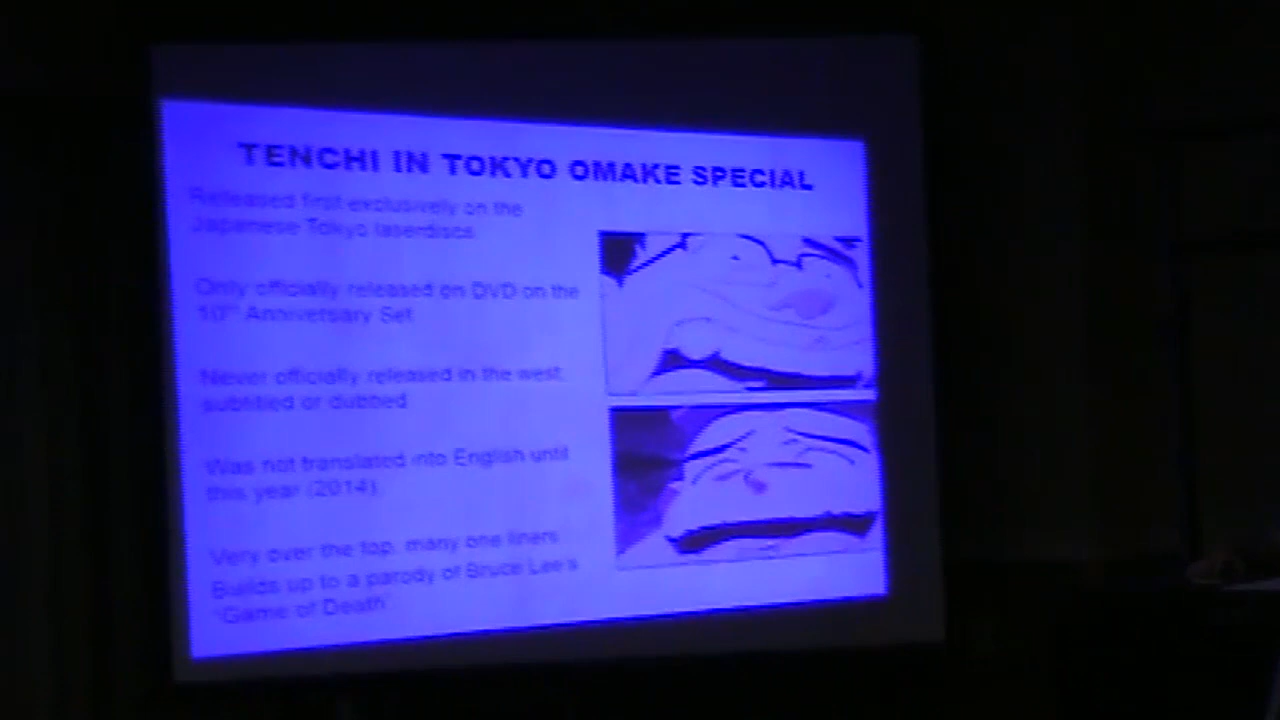 TENCHI IN TOKYO OMAKE SPECIAL
Released first exclusively on the
Japanese Tokyo laserdiscs
Only officially released on DVD on the
10th Anniversary Set
Never officially released in the west,
subtitled or dubbed
Was not translated into English until
this year (2014)
Very over the top, many one liners
Builds up to a parody of Bruce Lee's
"Game of Death"